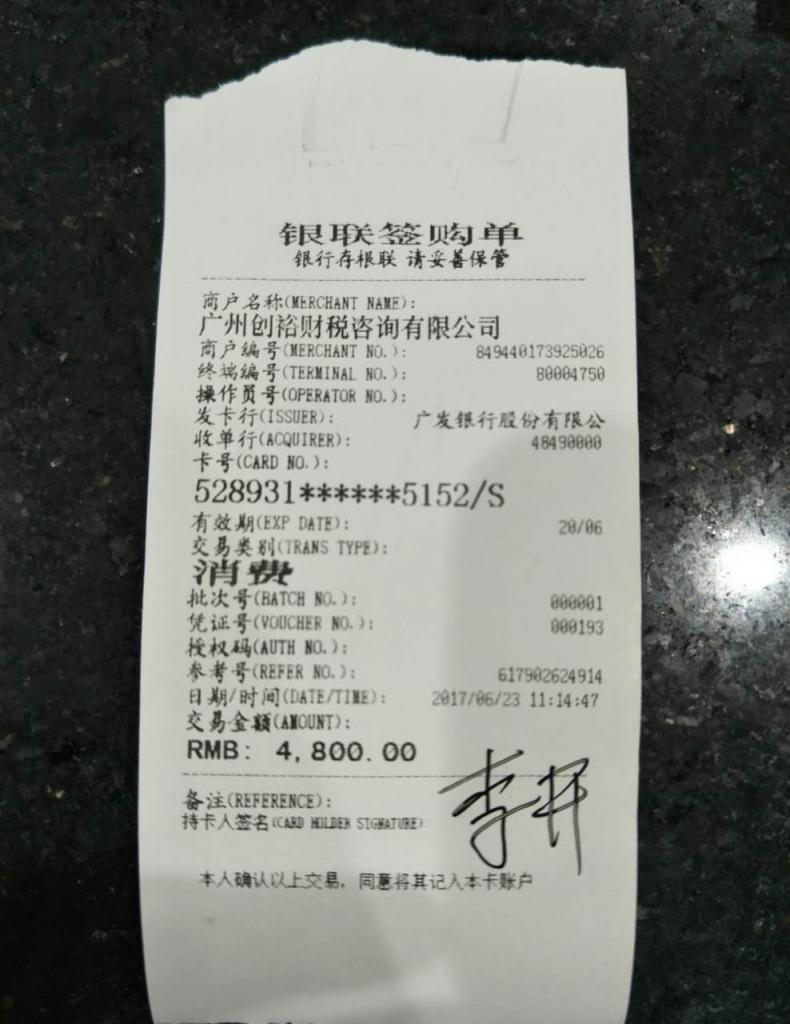 银联签购单
银行存根联 请妥善保管
商户名称(MERCHANT NAME):
广州创裕财税咨询有限公司
商户编号(MERCHANT NO.): 849440173925026
终端编号(TERMINAL NO.): 80004750
操作员号(OPERATOR NO.):
发卡行(ISSUER): 广发银行股份有限公
收单行(ACQUIRER): 48490000
卡号(CARD NO.):
528931******5152/S
有效期(EXP DATE): 20/06
交易类别(TRANS TYPE):
消费
批次号(BATCH NO.): 000001
凭证号(VOUCHER NO.): 000193
授权码(AUTH NO.):
参考号(REFER NO.): 617902624914
日期/时间(DATE/TIME): 2017/06/23 11:14:47
交易金额(AMOUNT):
RMB: 4,800.00
备注(REFERENCE):
持卡人签名(CARD HOLDER SIGNATURE)
本人确认以上交易, 同意将其记入本卡账户